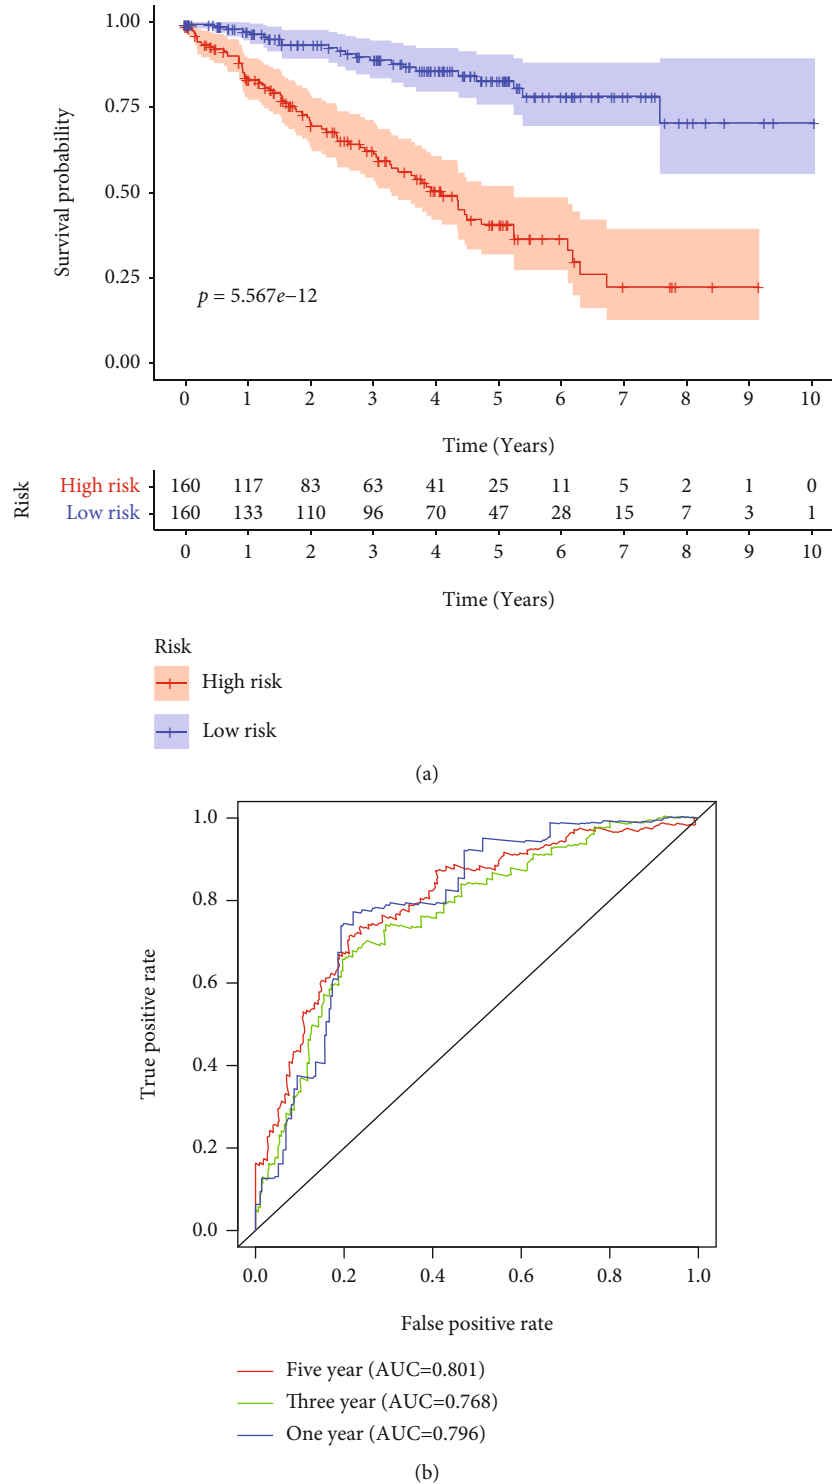 1.00
0.75
0.50
0.25
0.00
Survival probability
p = 5.567e−12
0 1 2 3 4 5 6 7 8 9 10
Time (Years)
Risk
High risk 160 117 83 63 41 25 11 5 2 1 0
Low risk 160 133 110 96 70 47 28 15 7 3 1
0 1 2 3 4 5 6 7 8 9 10
Time (Years)
Risk
High risk
Low risk
(a)
1.0
0.8
0.6
0.4
0.2
0.0
True positive rate
0.0 0.2 0.4 0.6 0.8 1.0
False positive rate
Five year (AUC=0.801)
Three year (AUC=0.768)
One year (AUC=0.796)
(b)